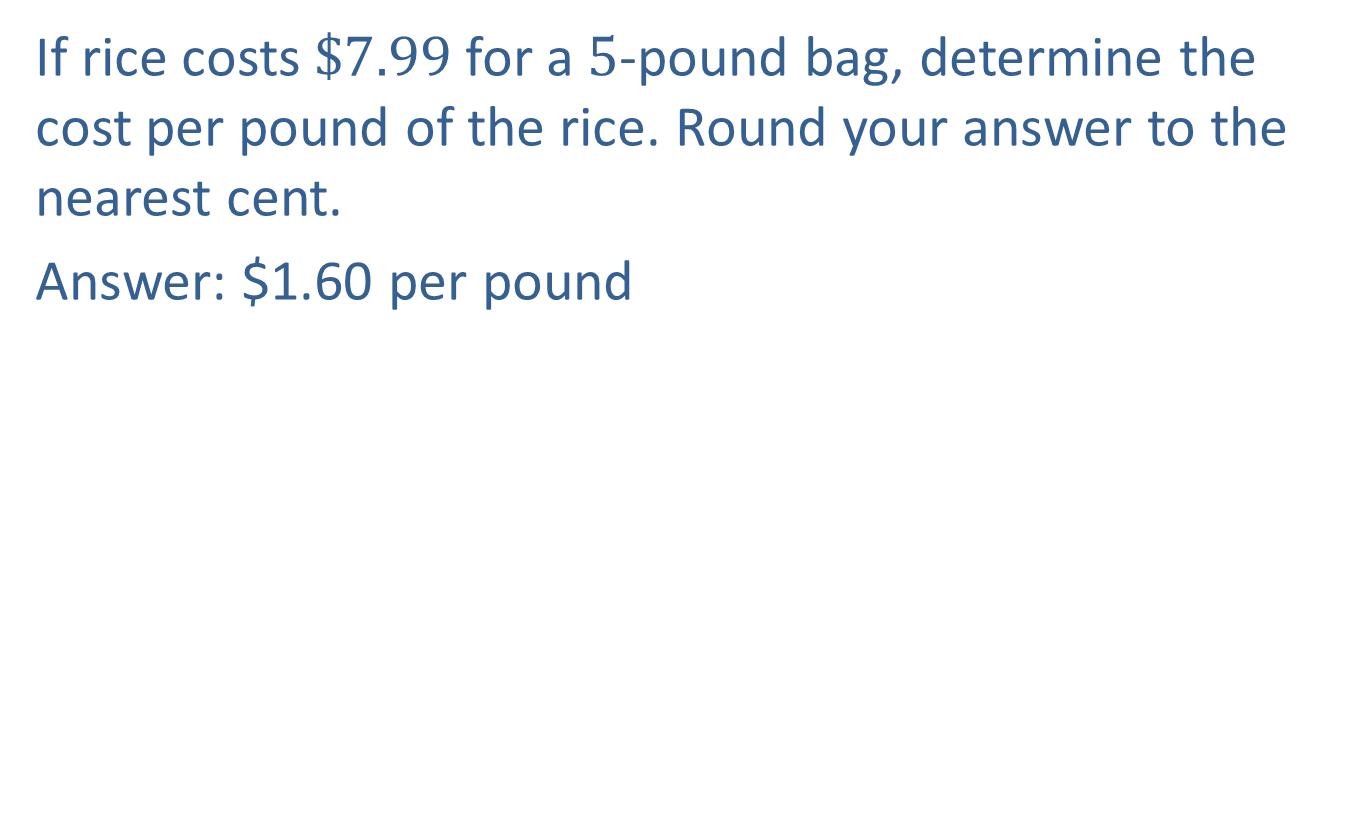 If rice costs $7.99 for a 5-pound bag, determine the
cost per pound of the rice. Round your answer to the
nearest cent.
Answer: $1.60 per pound